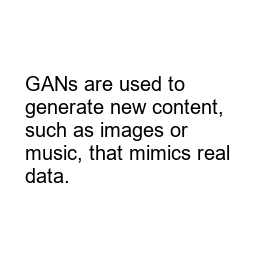 GANs are used to
generate new content,
such as images or
music, that mimics real
data.